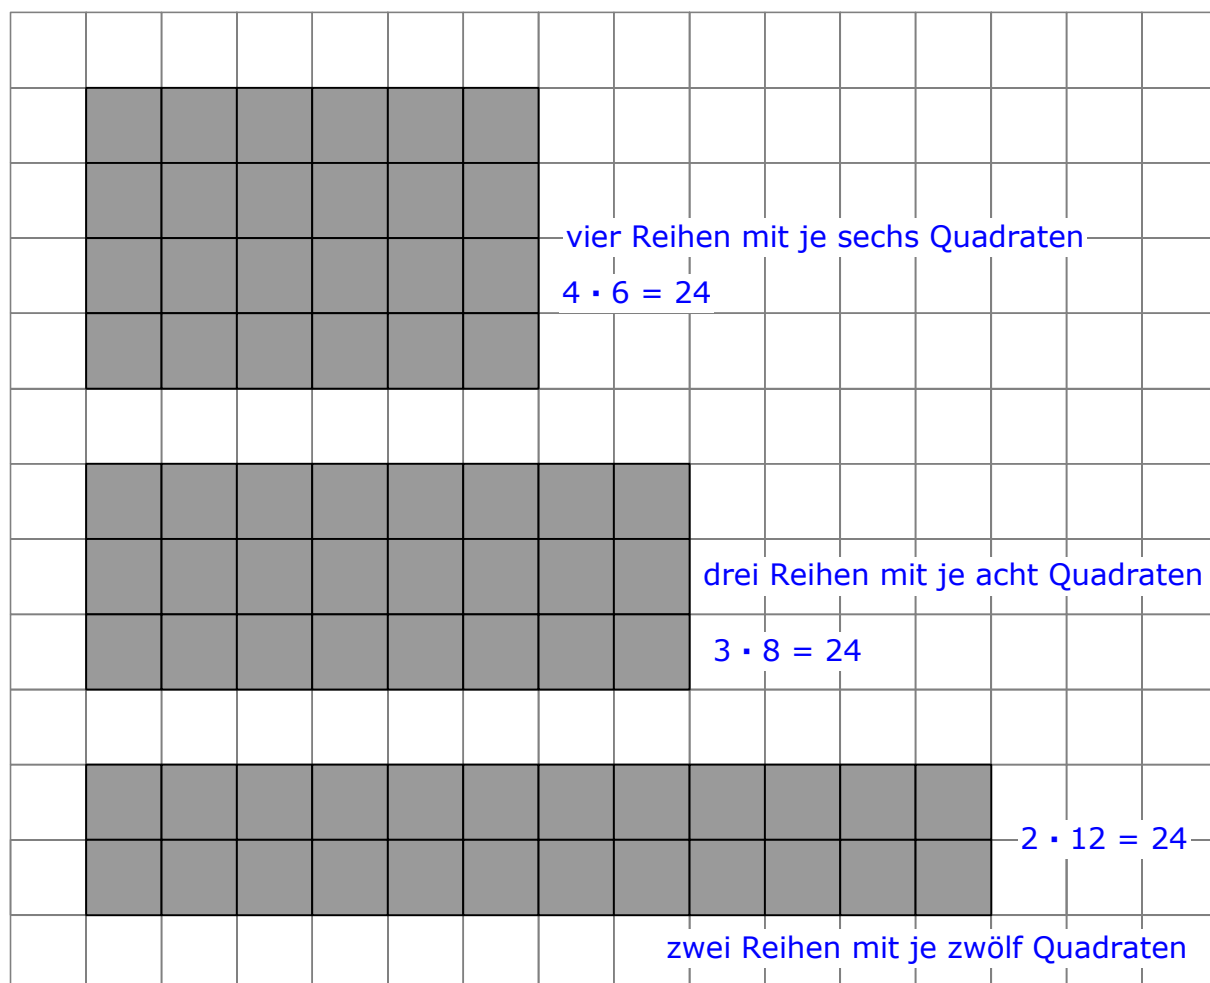 vier Reihen mit je sechs Quadraten
4 · 6 = 24
drei Reihen mit je acht Quadraten
3 · 8 = 24
2 · 12 = 24
zwei Reihen mit je zwölf Quadraten